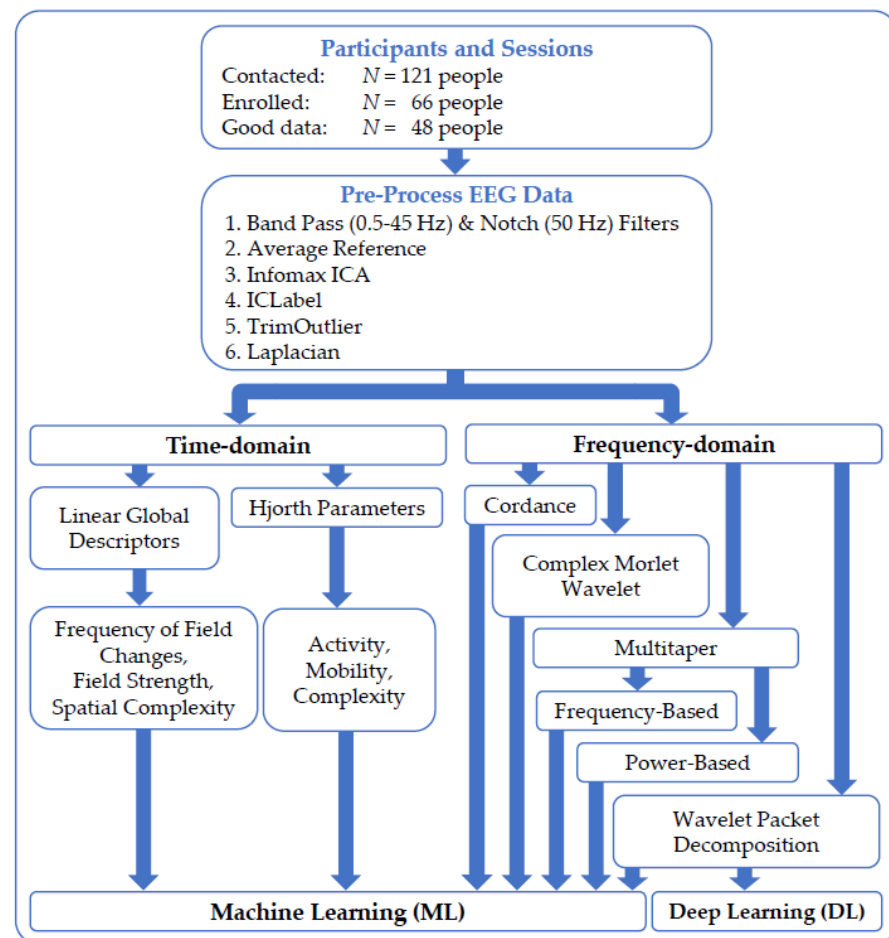 Participants and Sessions
Contacted: N = 121 people
Enrolled: N = 66 people
Good data: N = 48 people
Pre-Process EEG Data
1. Band Pass (0.5-45 Hz) & Notch (50 Hz) Filters
2. Average Reference
3. Infomax ICA
4. ICLabel
5. TrimOutlier
6. Laplacian
Time-domain
Linear Global
Descriptors
Hjorth Parameters
Frequency of Field
Changes,
Field Strength,
Spatial Complexity
Activity,
Mobility,
Complexity
Frequency-domain
Cordance
Complex Morlet
Wavelet
Multitaper
Frequency-Based
Power-Based
Wavelet Packet
Decomposition
Machine Learning (ML)
Deep Learning (DL)